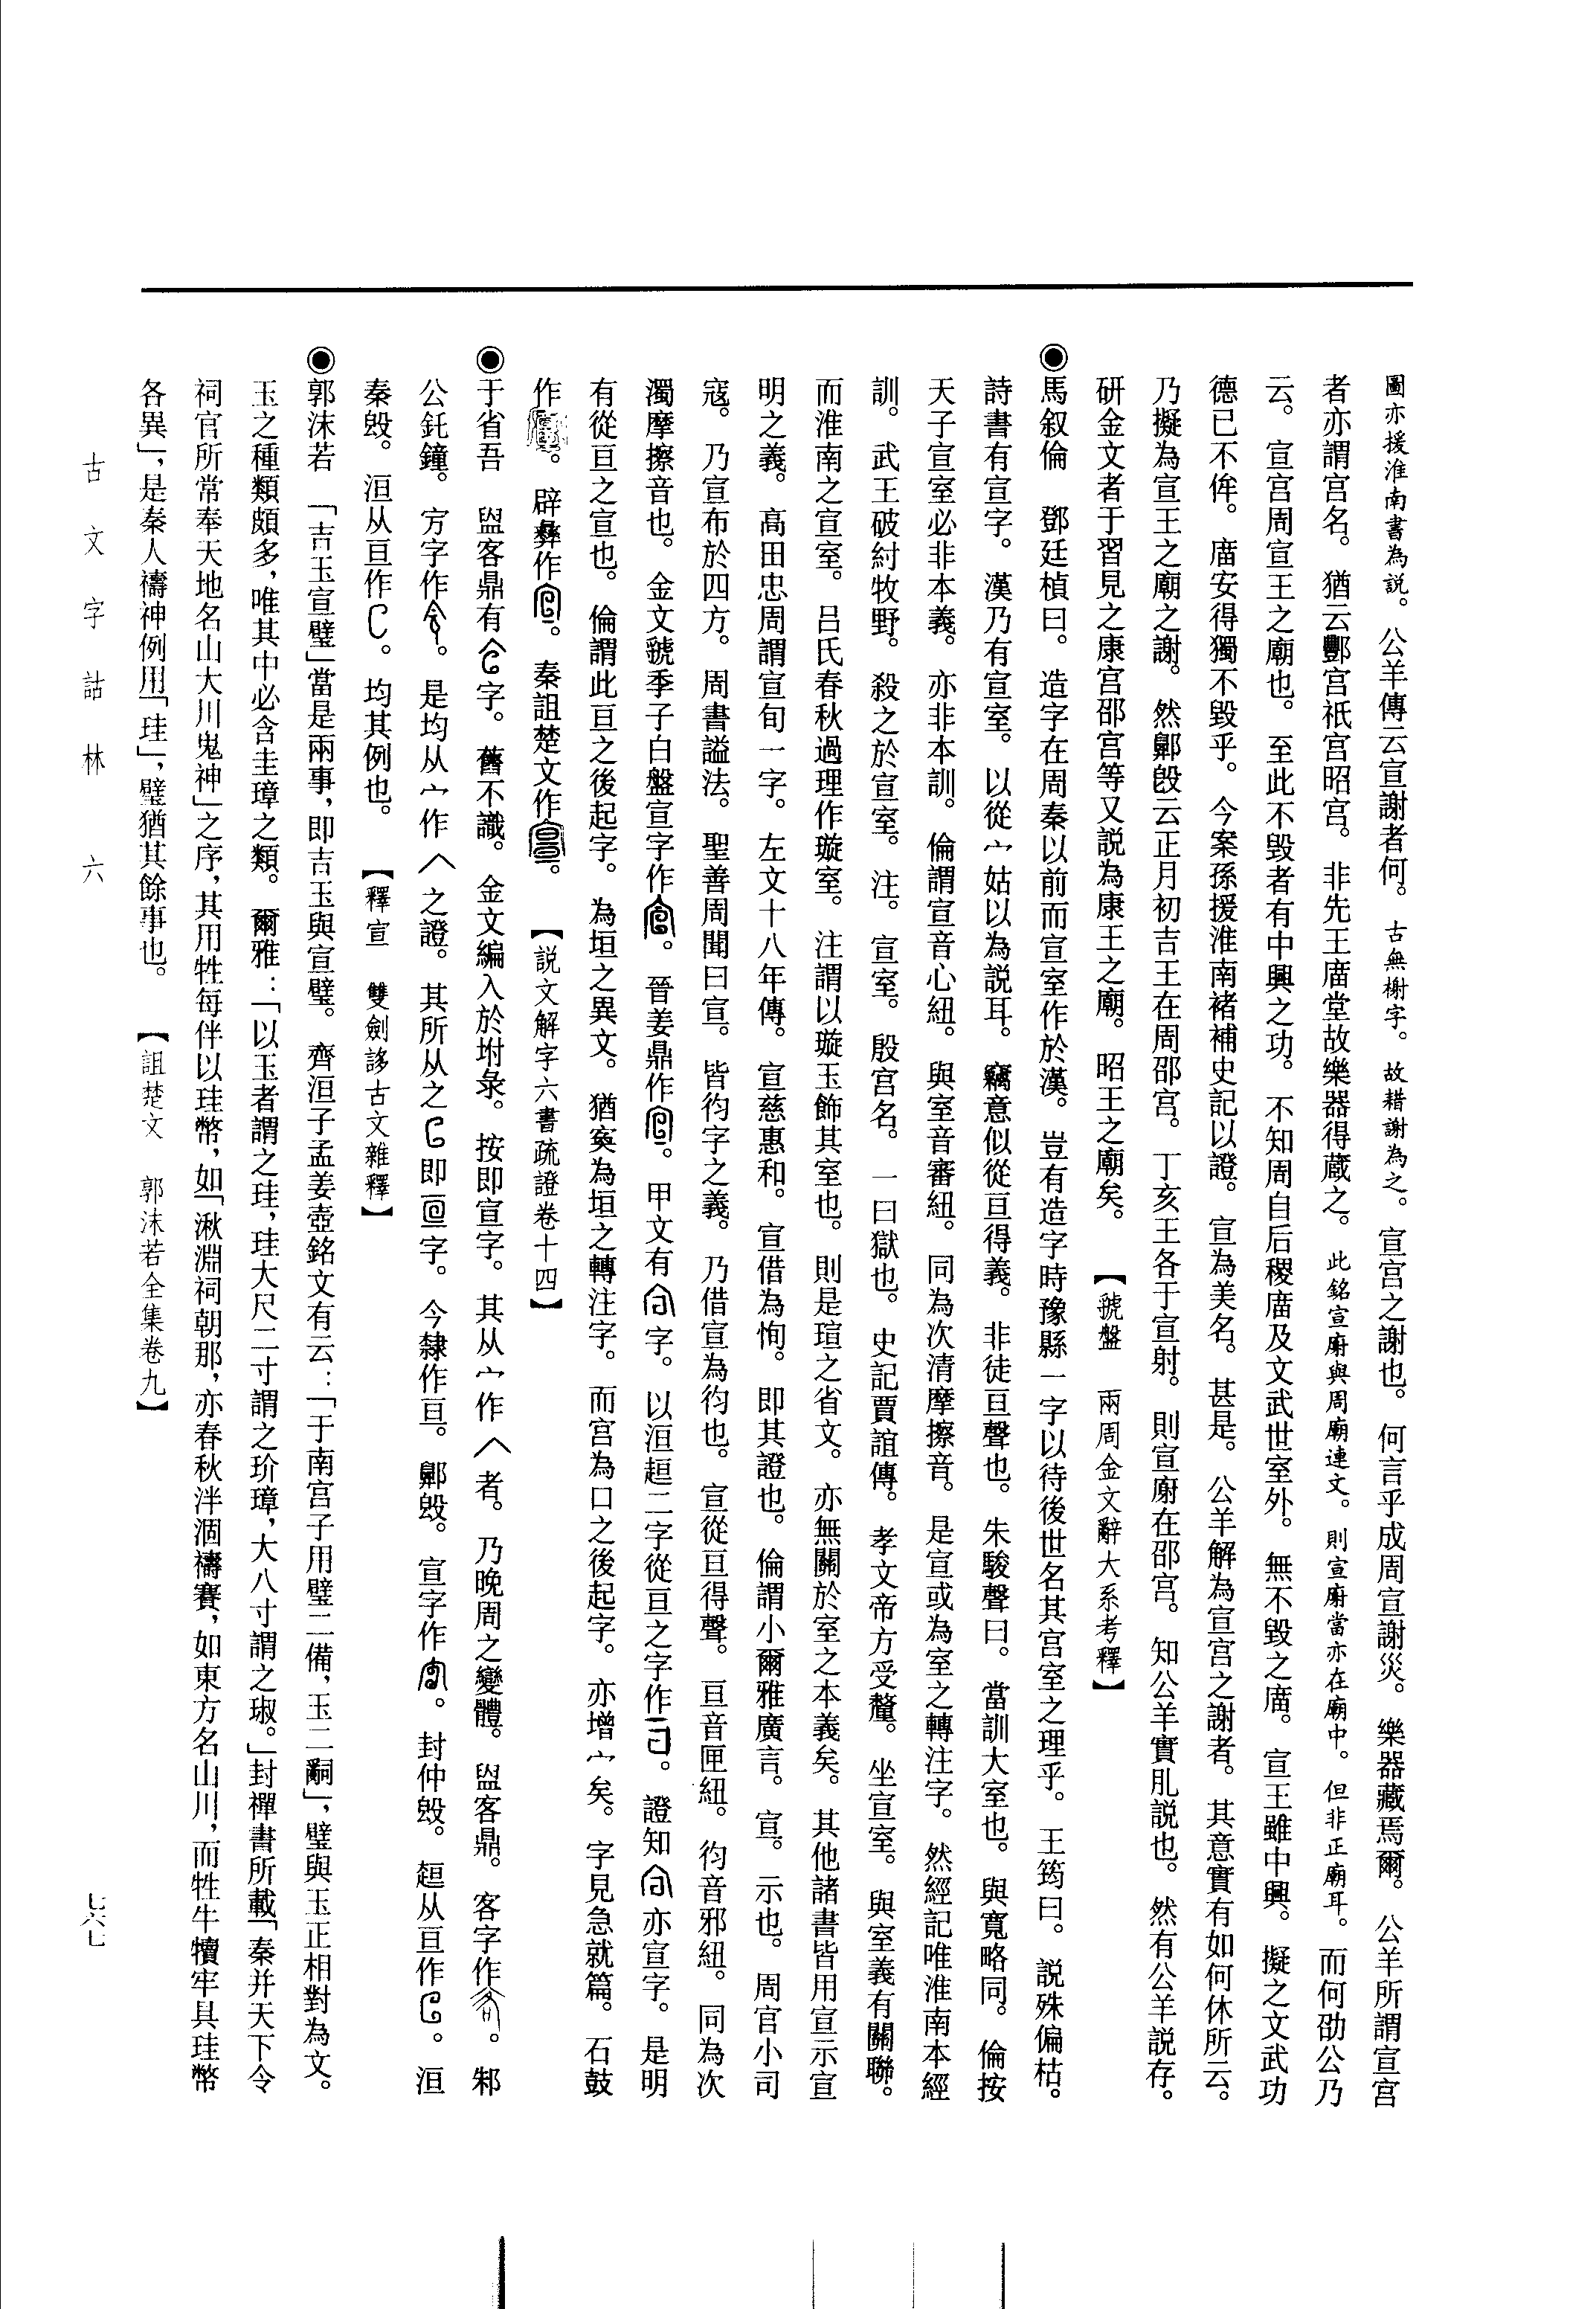 圖亦援淮南書為説。公羊傳云宣謝者何。古無榭字。故耤謝為之。宣宮之謝也。何言乎成周宣謝災。樂器藏焉爾。公羊所謂宣宮
者亦謂宮名。猶云酆宮祇宮昭宮。非先王廟堂故樂器得蔵之。此銘宣廟與周廟連文。則宣廟當亦在廟中。但非正廟耳。而何劭公乃
云。宣宮周宣王之廟也。至此不毀者有中興之功。不知周自后稷廟及文武世室外。無不毀之廟。宣王雖中興。擬之文武功
德已不侔。廟安得獨不毀乎。今案孫援淮南褚補史記以證。宣為美名。甚是。公羊解為宣宮之謝者。其意實有如何休所云。
乃擬為宣王之廟之謝。然鄦𣪘云正月初吉王在周邵宮。丁亥王各于宣射。則宣廟在邵宮。知公羊實肊説也。然有公羊説存。
研金文者于習見之康宮邵宮等又説為康王之廟。昭王之廟矣。【虢盤　兩周金文辭大系考釋】
◉馬叙倫　鄧廷楨曰。造字在周秦以前而宣室作於漢。豈有造字時豫縣一字以待後世名其宮室之理乎。王筠曰。説殊偏枯。
詩書有宣字。漢乃有宣室。以從宀姑以為説耳。竊意似從亘得義。非徒亘聲也。朱駿聲曰。當訓大室也。與寬略同。倫按
天子宣室必非本義。亦非本訓。倫謂宣音心紐。與室音審紐。同為次清摩擦音。是宣或為室之轉注字。然經記唯淮南本經
訓。武王破紂牧野。殺之於宣室。注。宣室。殷宮名。一曰獄也。史記賈誼傳。孝文帝方受釐。坐宣室。與室義有關聯。
而淮南之宣室。呂氏春秋過理作璇室。注謂以璇玉飾其室也。則是瑄之省文。亦無關於室之本義矣。其他諸書皆用宣示宣
明之義。高田忠周謂宣旬一字。左文十八年傳。宣慈惠和。宣借為恂。即其證也。倫謂小爾雅廣言。宣。示也。周官小司
寇。乃宣布於四方。周書謚法。聖善周聞曰宣。皆徇字之義。乃借宣為徇也。宣從亘得聲。亘音匣紐。徇音邪紐。同為次
濁摩擦音也。金文虢季子白盤宣字作。晉姜鼎作。甲文有字。以洹趄二字從亘之字作。證知亦宣字。是明
有從亘之宣也。倫謂此亘之後起字。為垣之異文。猶𡩫為垣之轉注字。而宮為口之後起字。亦增宀矣。字見急就篇。石鼓
作。辟彝作。秦詛楚文作。【説文解字六書疏證卷十四】
◉于省吾　盥客鼎有字。舊不識。金文編入於坿彔。按即宣字。其从宀作者。乃晚周之變體。盥客鼎。客字作。邾
公釛鐘。穷字作。是均从宀作之證。其所从之即字。今隸作亘。鄦𣪘。宣字作。封仲𣪘。趄从亘作。洹
秦𣪘。洹从亘作。均其例也。【釋宣　雙劍誃古文雜釋】
◉郭沫若　「吉玉宣璧」當是兩事，即吉玉與宣璧。齊洹子孟姜壺銘文有云：「于南宮子用璧二備，玉二嗣」，璧與玉正相對為文。
玉之種類頗多，唯其中必含圭璋之類。爾雅：「以玉者謂之珪，珪大尺二寸謂之玠璋，大八寸謂之琡。」封禪書所載「秦并天下令
祠官所常奉天地名山大川鬼神」之序，其用牲每伴以珪幣，如「湫淵祠朝那，亦春秋泮涸禱賽，如東方名山川，而牲牛犢牢具珪幣
各異」，是秦人禱神例用「珪」，璧猶其餘事也。【詛楚文　郭沫若全集卷九】
古文字詁林　六
七六七